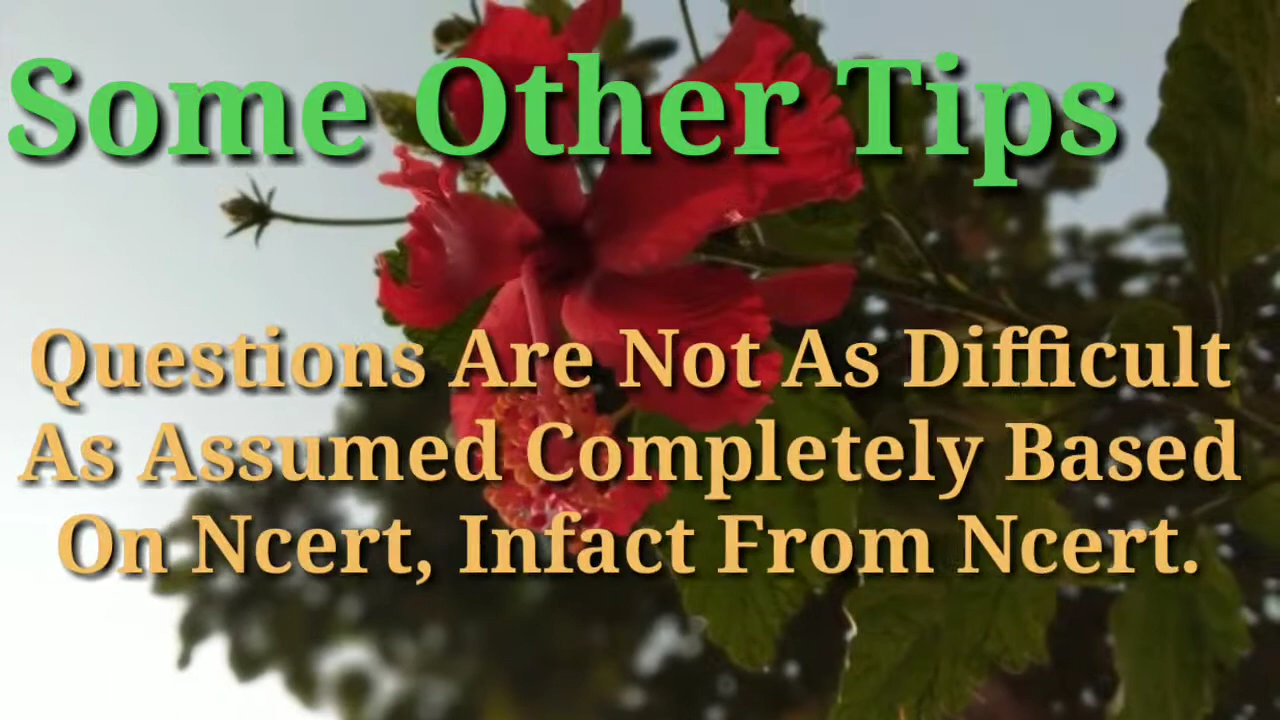 Some Other Tips
Questions Are Not As Difficult
As Assumed Completely Based
On Ncert, Infact From Ncert.